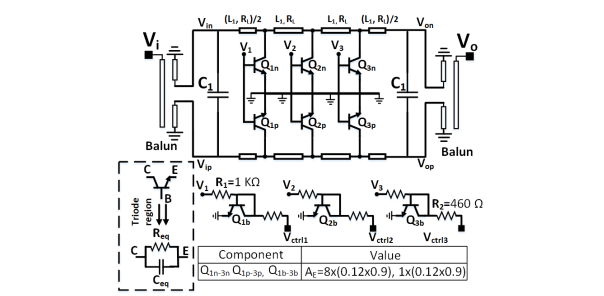 Vi Vin (L1, RL)/2 L1, RL L1, RL (L1, RL)/2 Von Vo
V1 V2 V3
Q1n Q2n Q3n
C1 C1
Q1p Q2p Q3p
Balun Vip Vop Balun
C E
B
Triode region
Req
C E
Ceq
V1 R1=1 KΩ V2 V3
R2=460 Ω
Q1b Q2b Q3b
Vctrl1 Vctrl2 Vctrl3
Component Value
Q1n-3n Q1p-3p, Q1b-3b AE=8x(0.12x0.9), 1x(0.12x0.9)